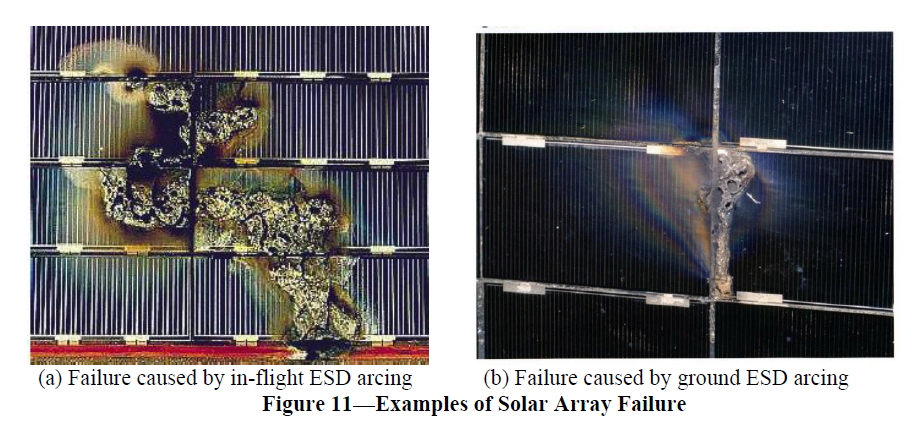 (a) Failure caused by in-flight ESD arcing
(b) Failure caused by ground ESD arcing
Figure 11—Examples of Solar Array Failure